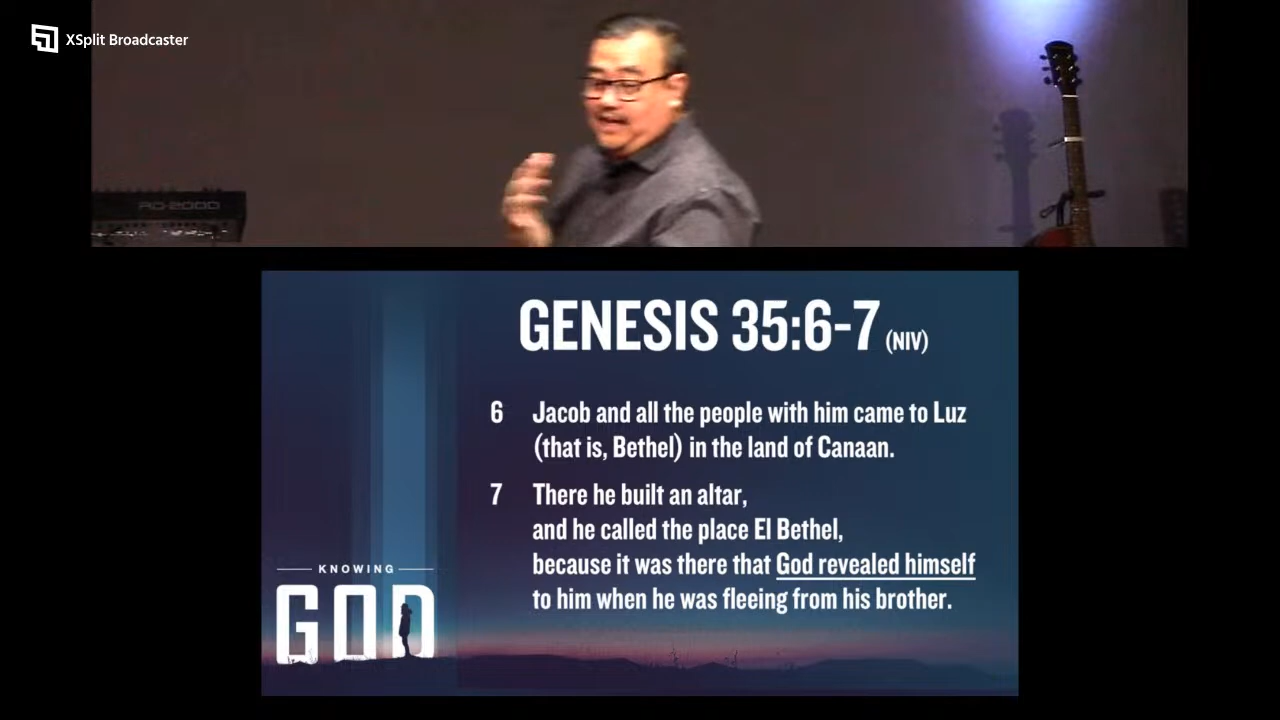 XSplit Broadcaster
RD-2000
GENESIS 35:6-7 (NIV)
6 Jacob and all the people with him came to Luz
(that is, Bethel) in the land of Canaan.
7 There he built an altar,
and he called the place El Bethel,
because it was there that God revealed himself
to him when he was fleeing from his brother.
KNOWING
GOD